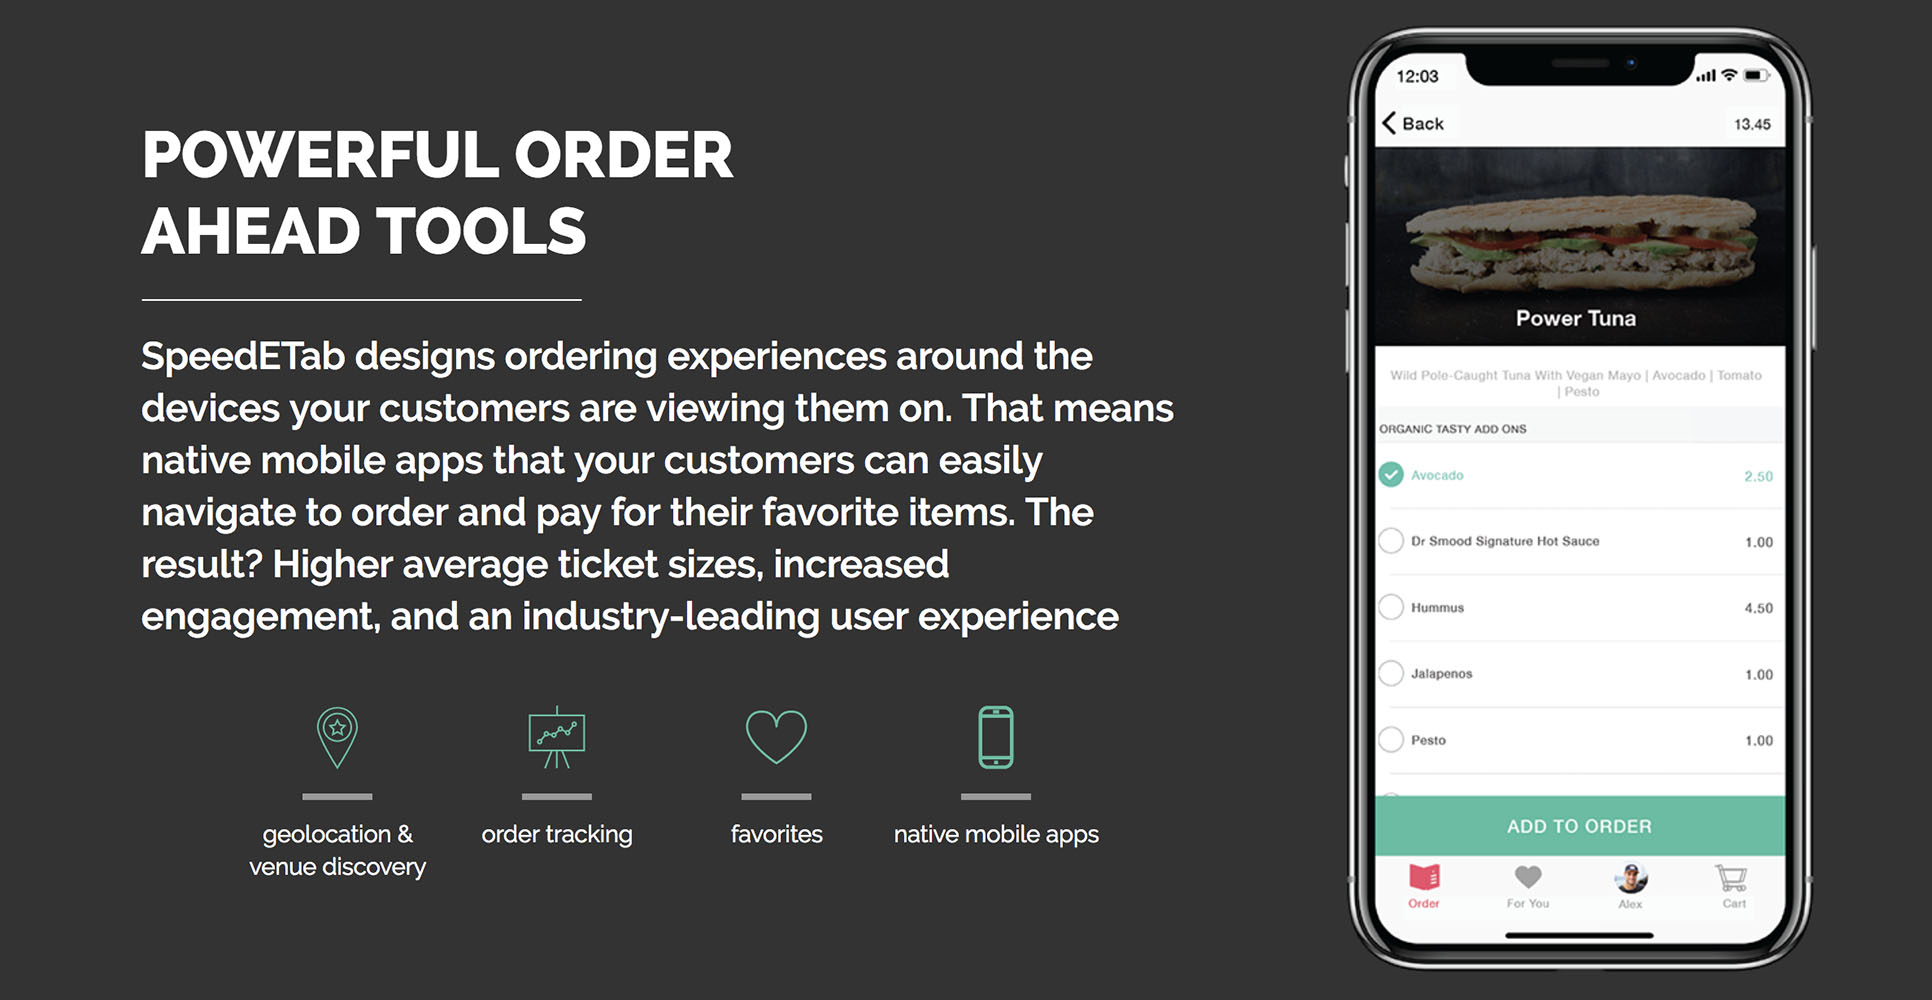 POWERFUL ORDER
AHEAD TOOLS
SpeedETab designs ordering experiences around the
devices your customers are viewing them on. That means
native mobile apps that your customers can easily
navigate to order and pay for their favorite items. The
result? Higher average ticket sizes, increased
engagement, and an industry-leading user experience
geolocation &
venue discovery
order tracking
favorites
native mobile apps
12:03
Back 13.45
Power Tuna
Wild Pole-Caught Tuna With Vegan Mayo | Avocado | Tomato
| Pesto
ORGANIC TASTY ADD ONS
Avocado 2.50
Dr Smood Signature Hot Sauce 1.00
Hummus 4.50
Jalapenos 1.00
Pesto 1.00
ADD TO ORDER
Order For You Alex Cart